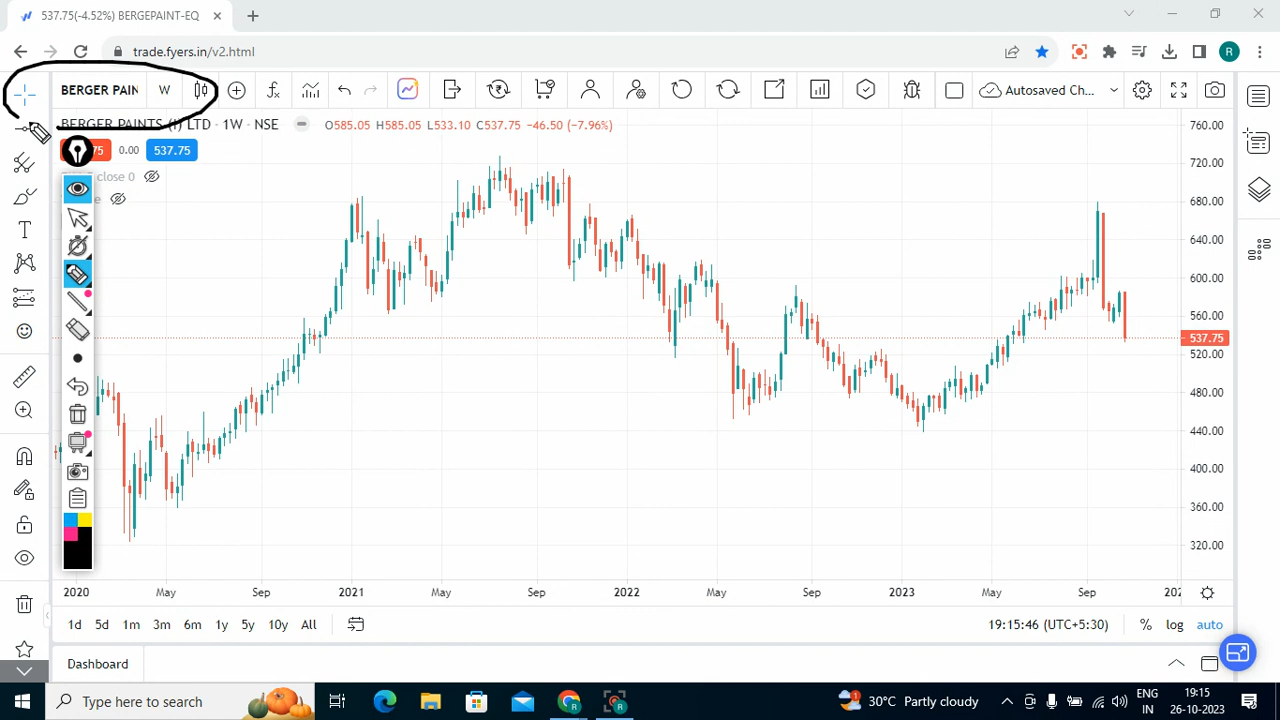 537.75(-4.52%) BERGEPAINT-EQ
trade.fyers.in/v2.html
R
BERGER PAIN W
Autosaved Ch...
BERGER PAINTS (I) LTD · 1W · NSE O585.05 H585.05 L533.10 C537.75 -46.50 (-7.96%)
75 0.00 537.75
close 0
760.00
720.00
680.00
640.00
600.00
560.00
537.75
520.00
480.00
440.00
400.00
360.00
320.00
2020 May Sep 2021 May Sep 2022 May Sep 2023 May Sep 202
1d 5d 1m 3m 6m 1y 5y 10y All 19:15:46 (UTC+5:30) % log auto
Dashboard
Type here to search
1 30°C Partly cloudy
ENG
IN
19:15
26-10-2023